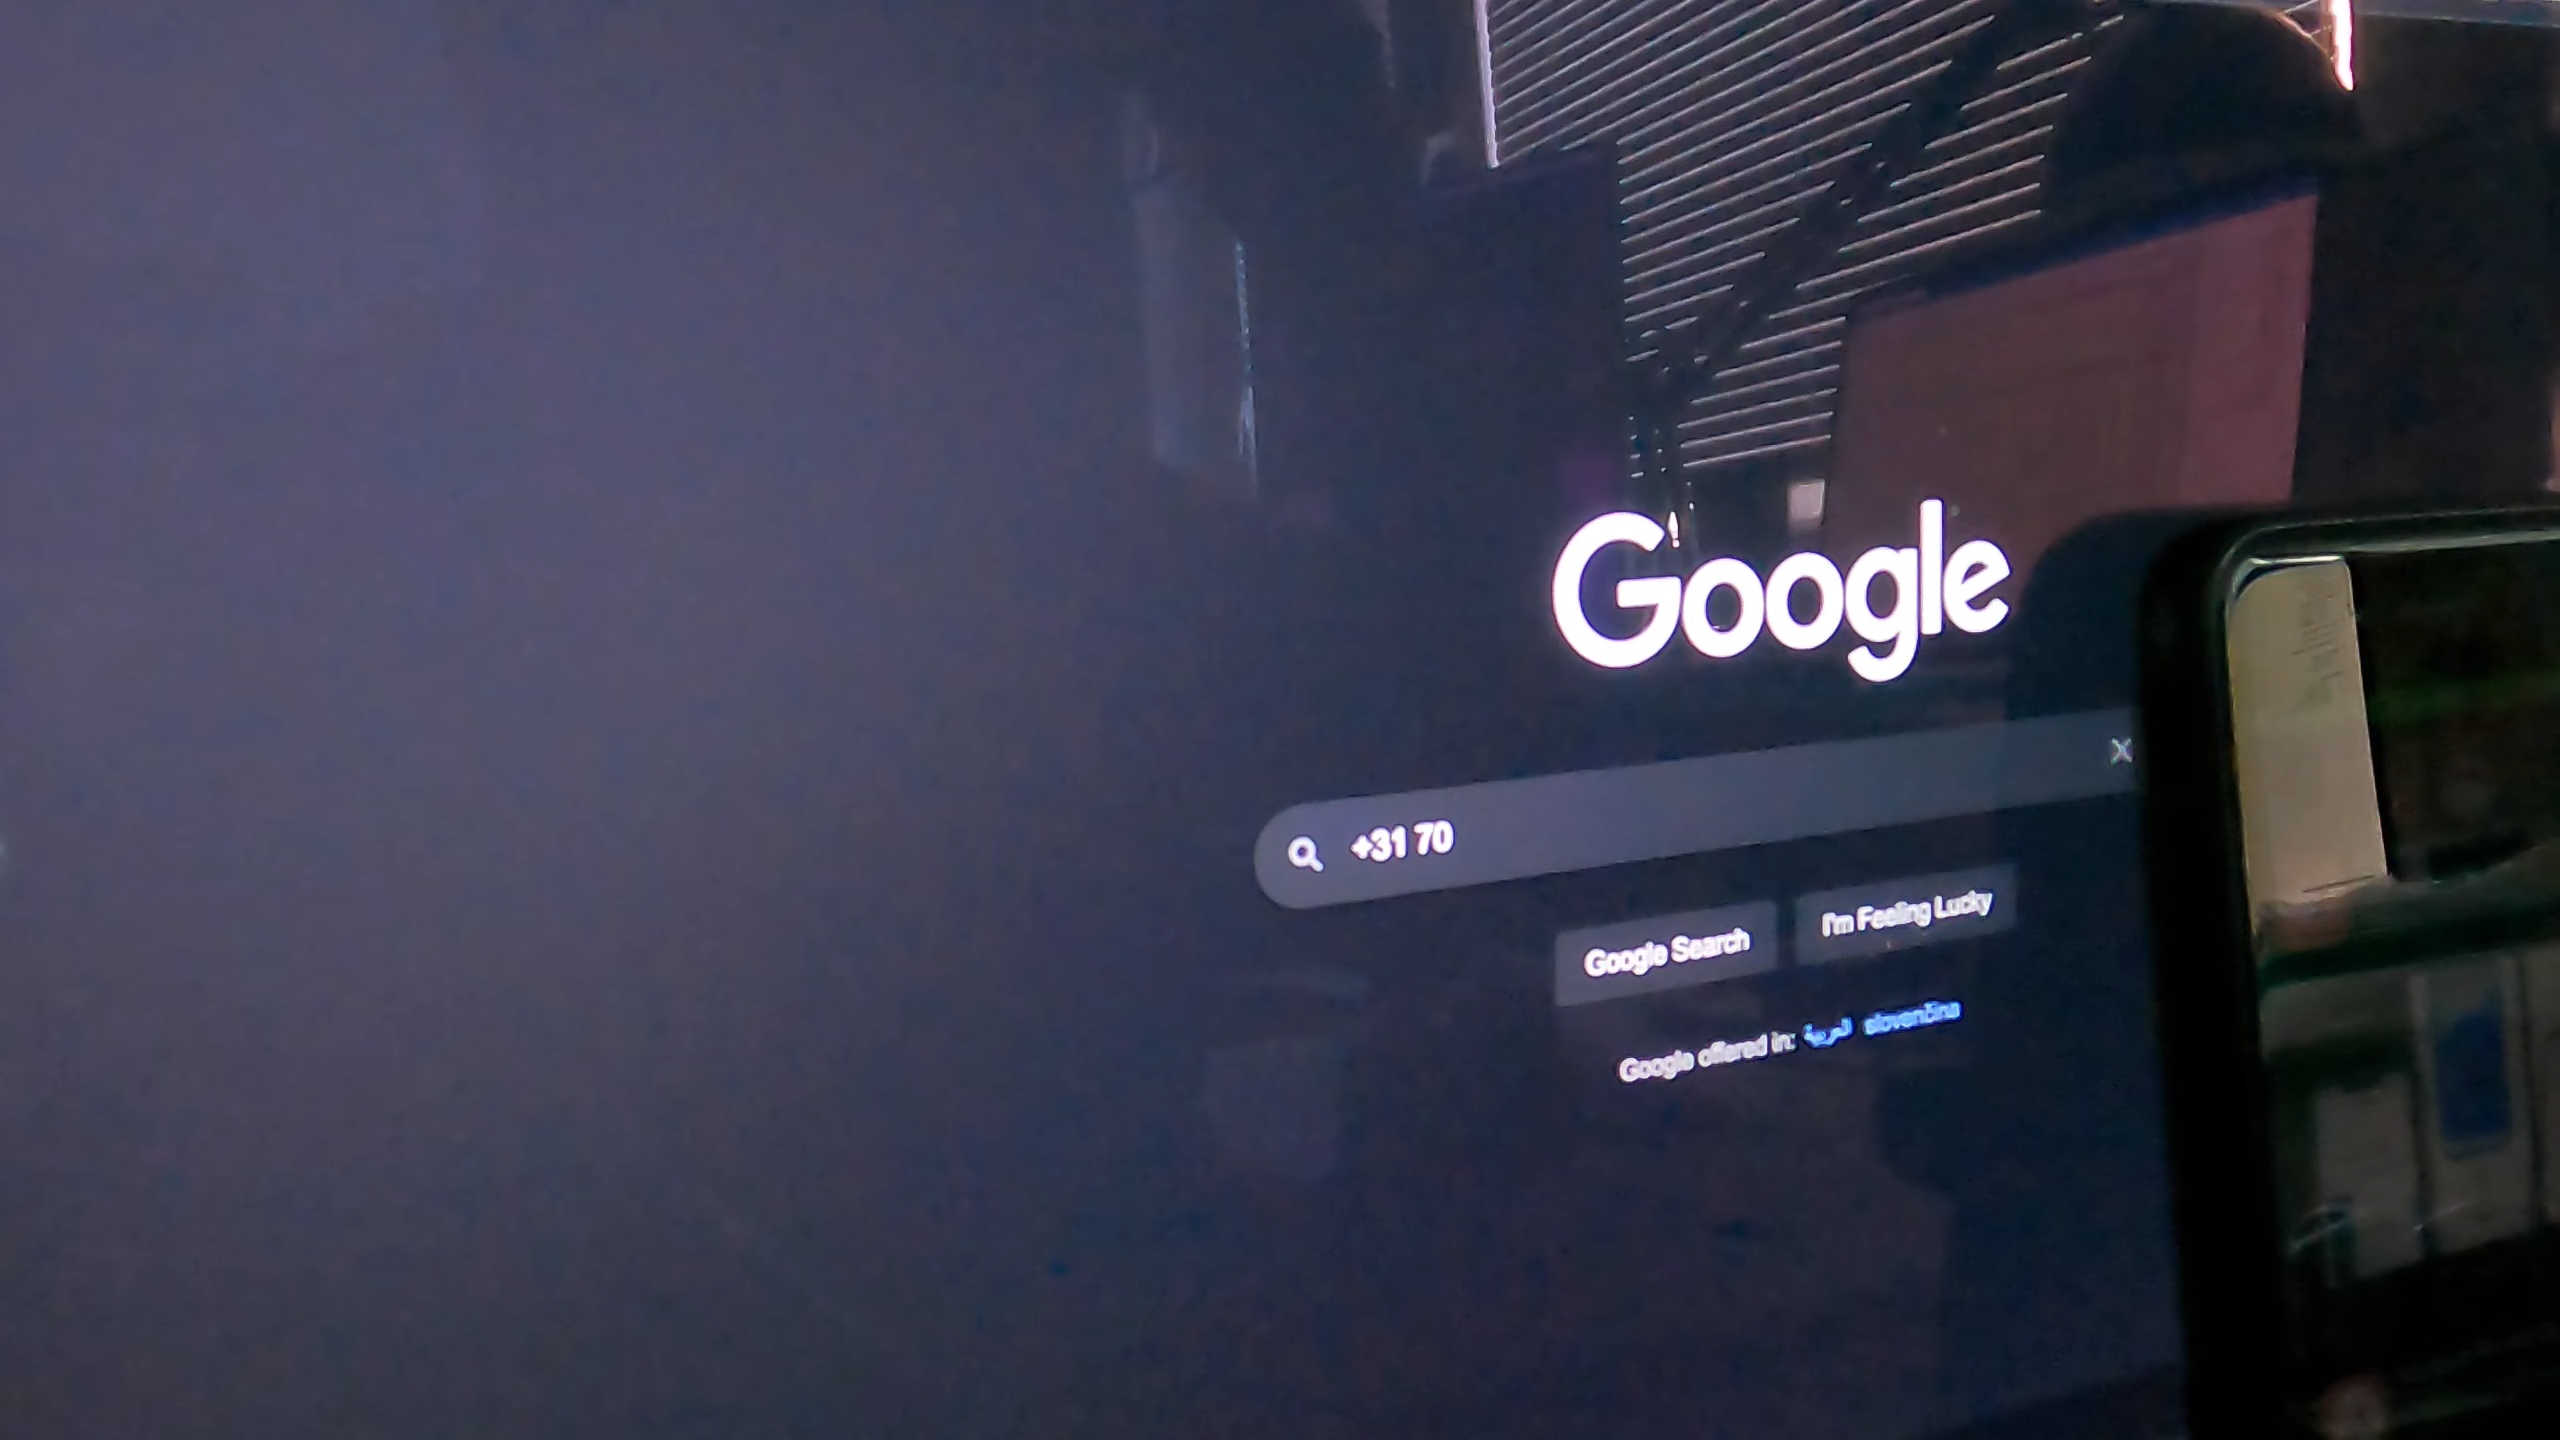 Google
+31 70
Google Search I'm Feeling Lucky
Google offered in: العربية slovenčina